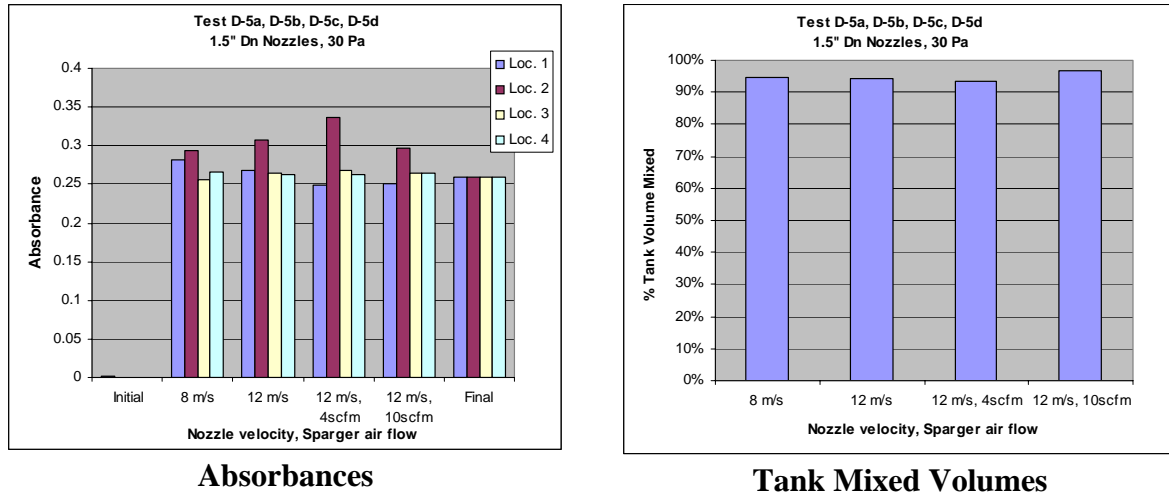 Test D-5a, D-5b, D-5c, D-5d
1.5" Dn Nozzles, 30 Pa
Loc. 1
Loc. 2
Loc. 3
Loc. 4
0.4
0.35
0.3
0.25
0.2
0.15
0.1
0.05
0
Absorbance
Initial
8 m/s
12 m/s
12 m/s, 4scfm
12 m/s, 10scfm
Final
Nozzle velocity, Sparger air flow
Absorbances
Test D-5a, D-5b, D-5c, D-5d
1.5" Dn Nozzles, 30 Pa
100%
90%
80%
70%
60%
50%
40%
30%
20%
10%
0%
% Tank Volume Mixed
8 m/s
12 m/s
12 m/s, 4scfm
12 m/s, 10scfm
Nozzle velocity, Sparger air flow
Tank Mixed Volumes